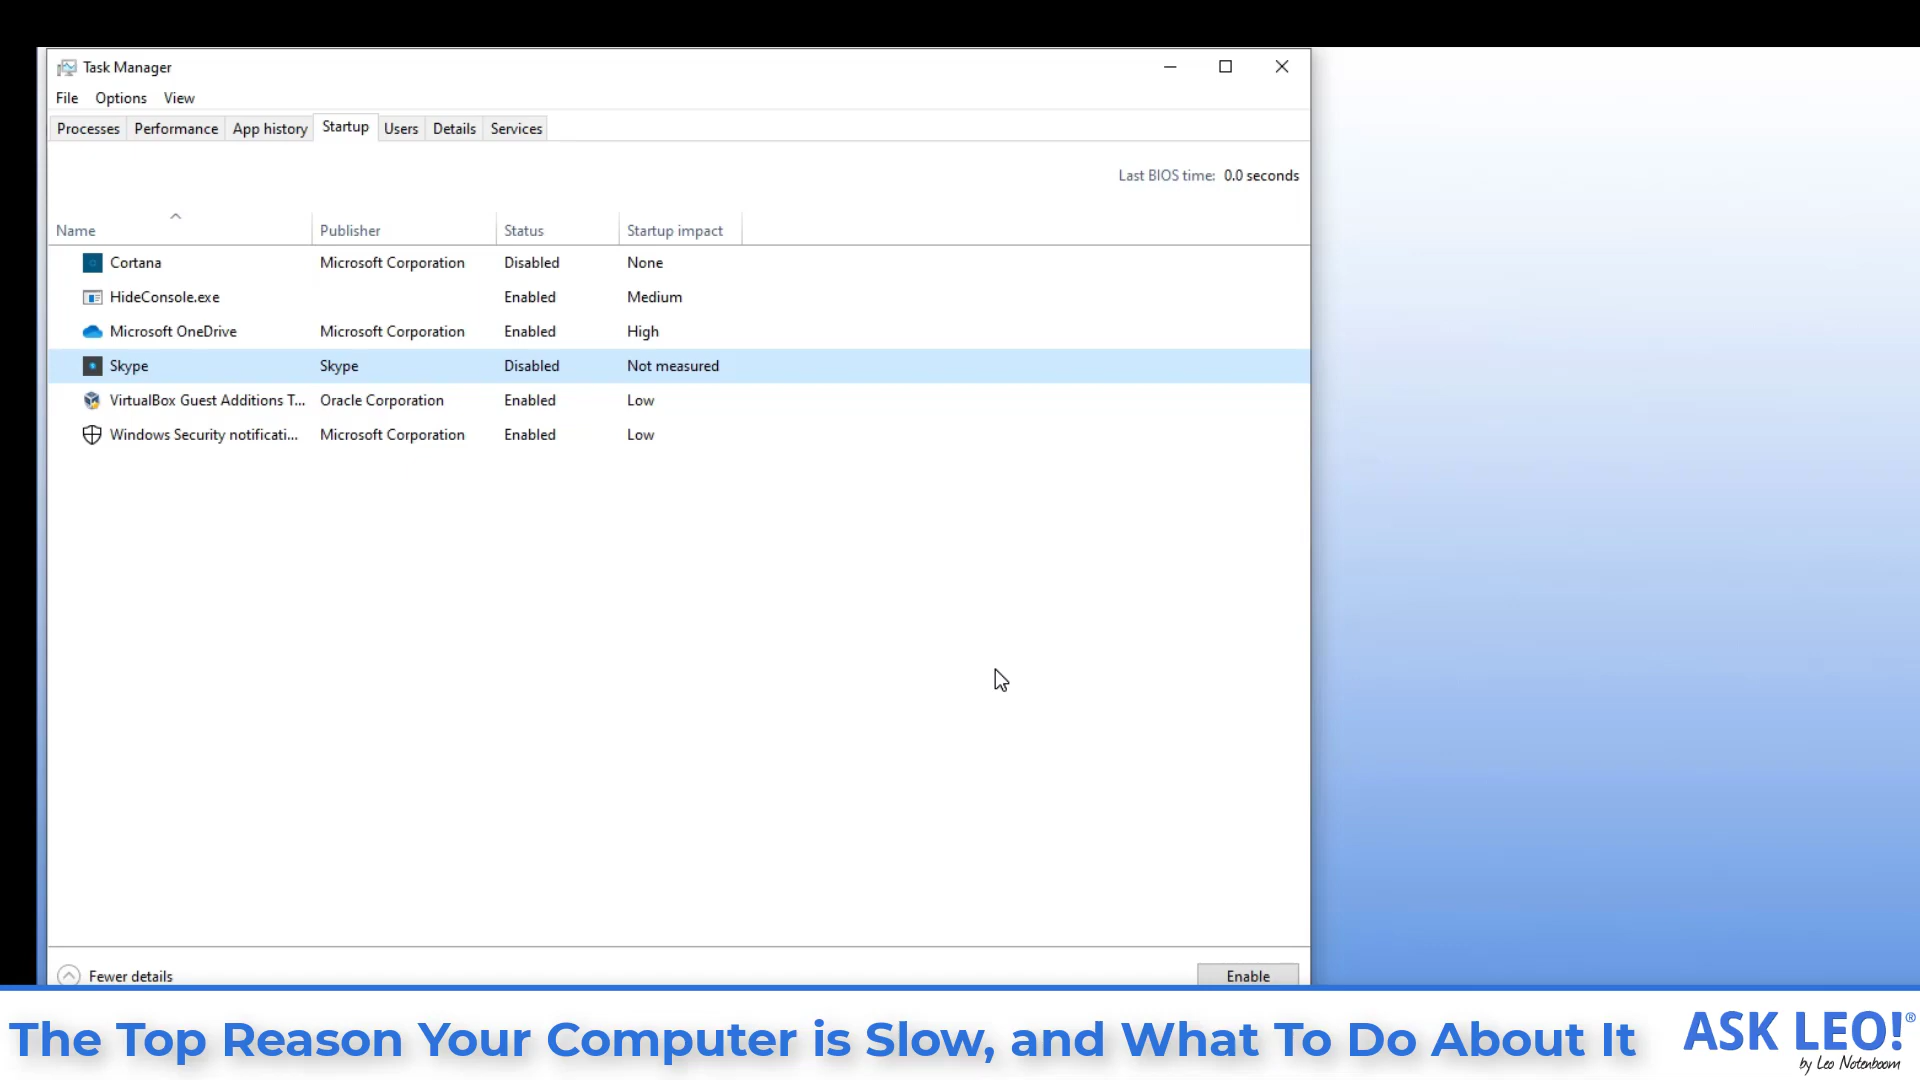 Task Manager
File Options View
Processes Performance App history Startup Users Details Services
Last BIOS time: 0.0 seconds
Name Publisher Status Startup impact
Cortana Microsoft Corporation Disabled None
HideConsole.exe Enabled Medium
Microsoft OneDrive Microsoft Corporation Enabled High
Skype Skype Disabled Not measured
VirtualBox Guest Additions T... Oracle Corporation Enabled Low
Windows Security notificati... Microsoft Corporation Enabled Low
Fewer details Enable
The Top Reason Your Computer is Slow, and What To Do About It
ASK LEO!®
by Leo Notenboom